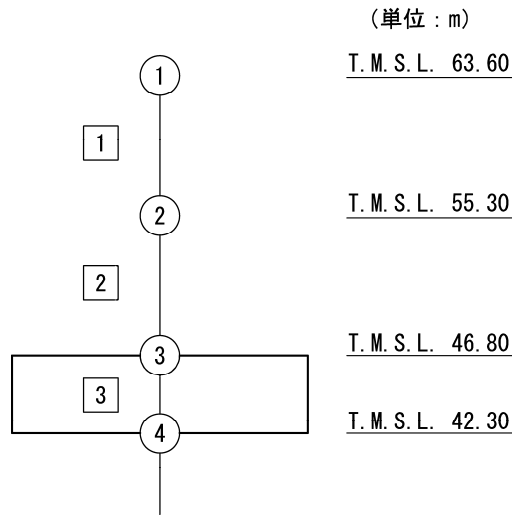 (単位：m)
① T.M.S.L. 63.60
1
② T.M.S.L. 55.30
2
③ T.M.S.L. 46.80
3
④ T.M.S.L. 42.30